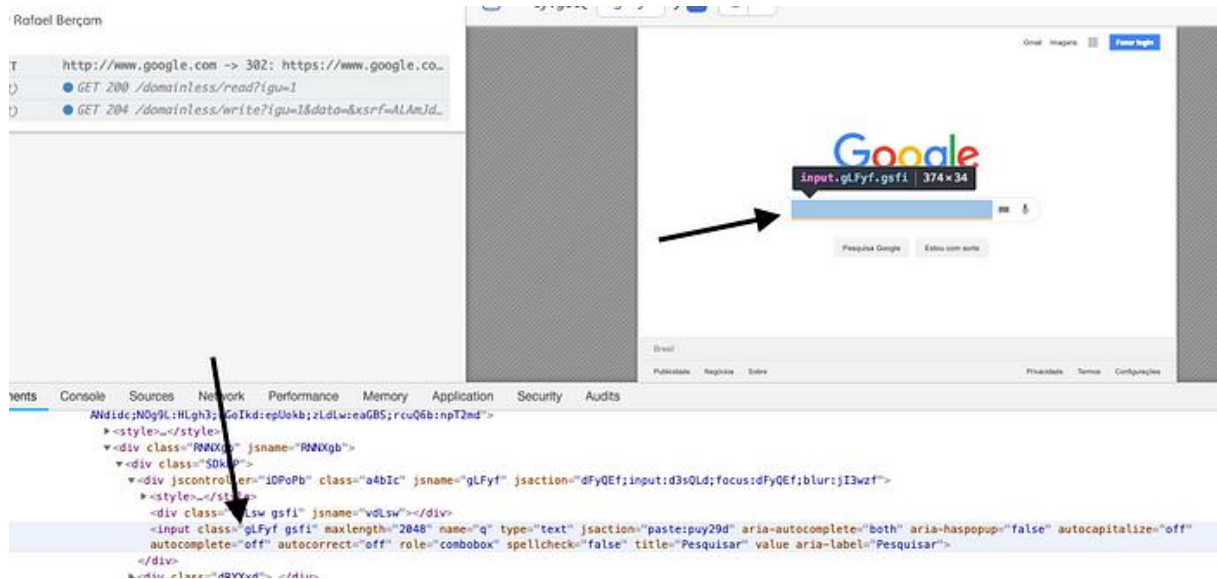 Rafael Berçam
http://www.google.com -> 302: https://www.google.co…
GET 200 /domainless/read?igu=1
GET 204 /domainless/write?igu=1&data=&xsrf=ALAmJd…
Gmail Imagens Fazer login
Google
input.gLFyf.gsfi | 374×34
Pesquisa Google Estou com sorte
Brasil
Publicidade Negócios Sobre Privacidade Termos Configurações
ments Console Sources Network Performance Memory Application Security Audits
ANdidc;NOg9L:HLgh3; GoIkd:epUokb;zLdLw:eaGBS;rcuQ6b:npT2md">
▶<style>…</style>
▼<div class="RNNXgb" jsname="RNNXgb">
▼<div class="SDkEP">
▼<div jscontroller="iDPoPb" class="a4bIc" jsname="gLFyf" jsaction="dFyQEf;input:d3sQLd;focus:dFyQEf;blur:jI3wzf">
▶<style>…</style>
<div class="Lsw gsfi" jsname="vdLsw"></div>
<input class="gLFyf gsfi" maxlength="2048" name="q" type="text" jsaction="paste:puy29d" aria-autocomplete="both" aria-haspopup="false" autocapitalize="off"
autocomplete="off" autocorrect="off" role="combobox" spellcheck="false" title="Pesquisar" value aria-label="Pesquisar">
</div>
▶<div class="dRYYxd">…</div>